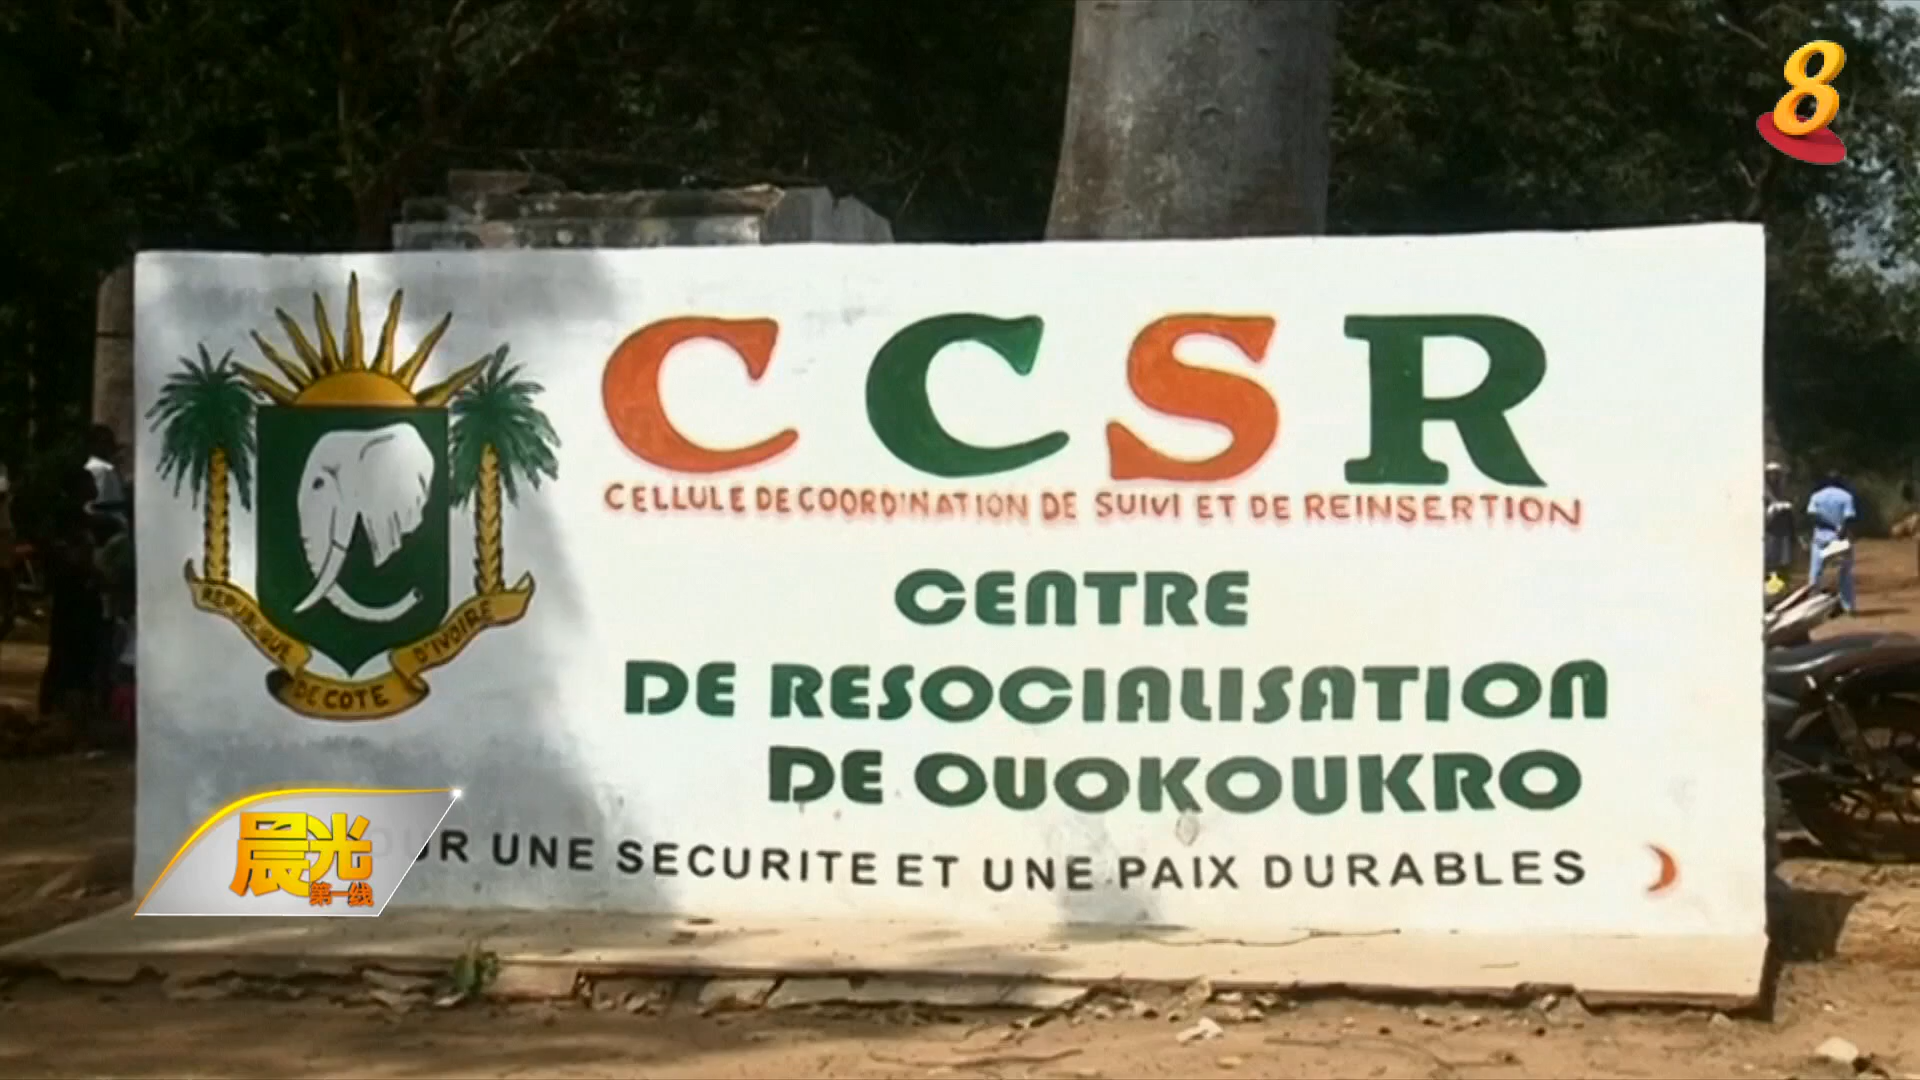 8
CCSR
CELLULE DE COORDINATION DE SUIVI ET DE REINSERTION
CENTRE
DE RESOCIALISATION
DE OUOKOUKRO
UR UNE SECURITE ET UNE PAIX DURABLES
REPUBLIQUE
DE COTE
D'IVOIRE
晨光
第一线